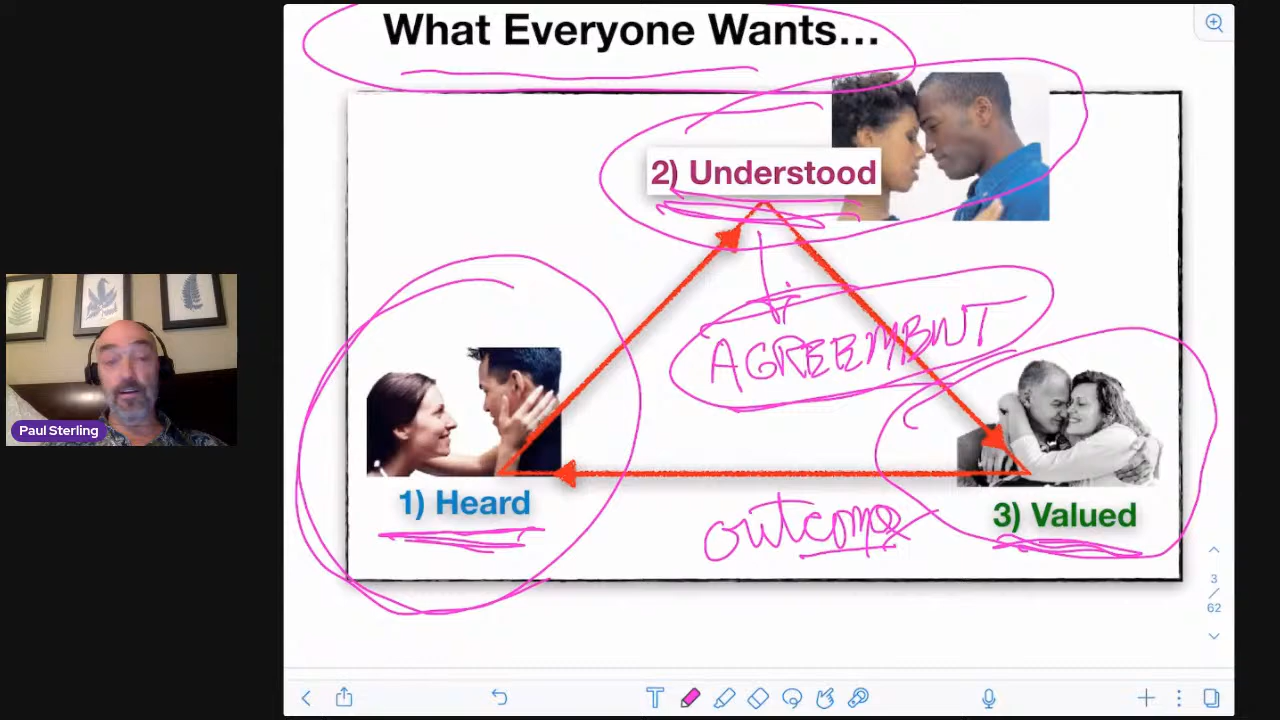 What Everyone Wants...
2) Understood
AGREEMENT
Paul Sterling
1) Heard
outcome
3) Valued
3
/
62
T